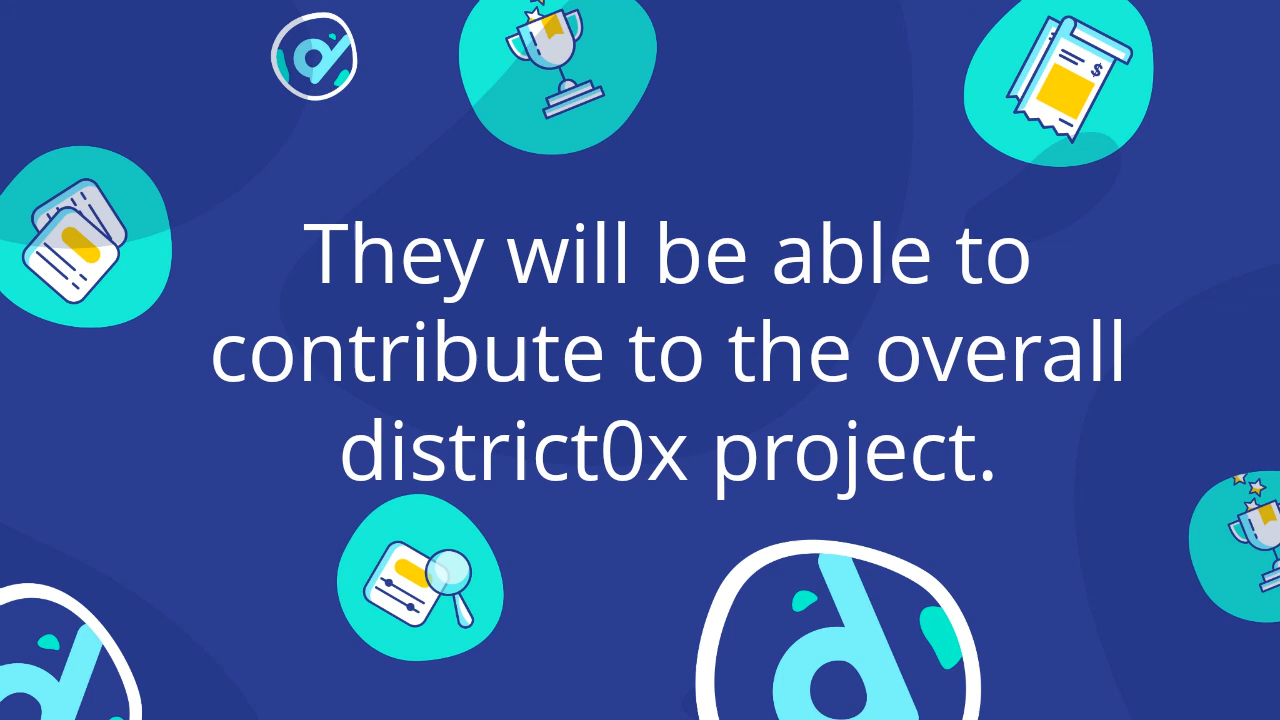 They will be able to
contribute to the overall
district0x project.